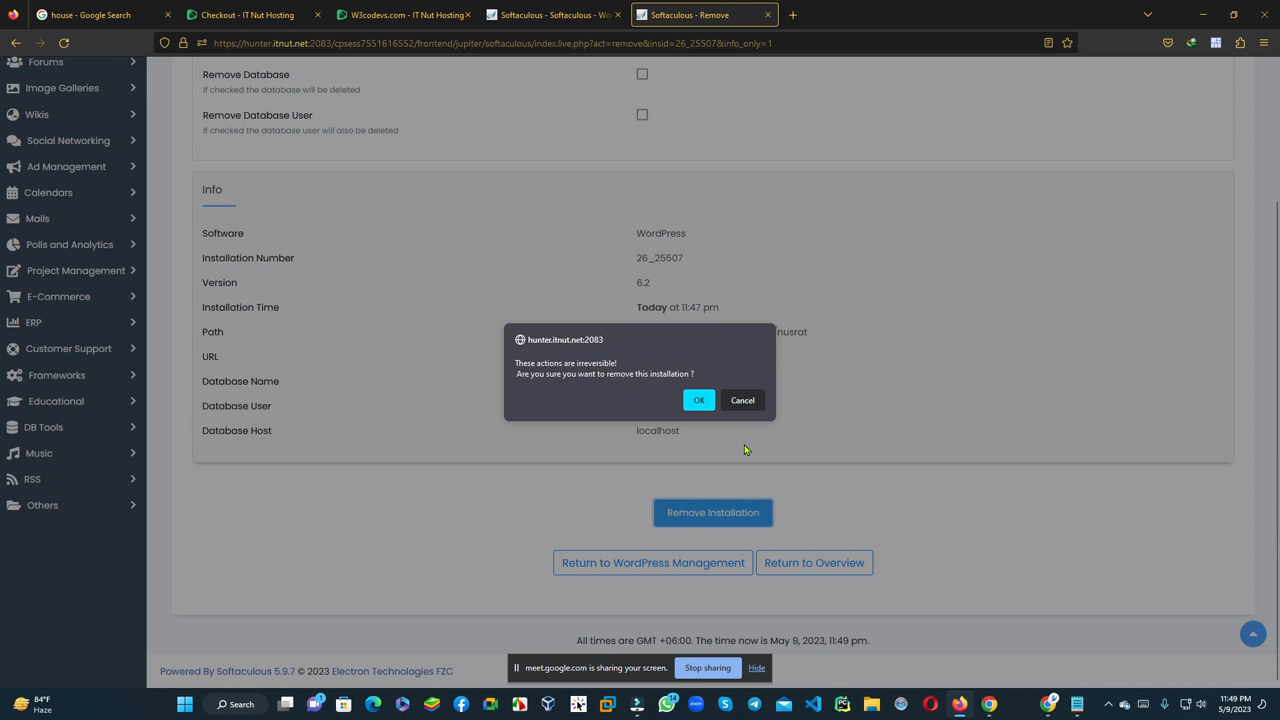 house - Google Search
Checkout - IT Nut Hosting
W3codevs.com - IT Nut Hosting
Softaculous - Softaculous - Wo
Softaculous - Remove
https://hunter.itnut.net:2083/cpsess7551616552/frontend/jupiter/softaculous/index.live.php?act=remove&insid=26_25507&info_only=1
Forums
Image Galleries
Wikis
Social Networking
Ad Management
Calendars
Mails
Polls and Analytics
Project Management
E-Commerce
ERP
Customer Support
Frameworks
Educational
DB Tools
Music
RSS
Others
Remove Database
If checked the database will be deleted
Remove Database User
If checked the database user will also be deleted
Info
Software WordPress
Installation Number 26_25507
Version 6.2
Installation Time Today at 11:47 pm
Path nusrat
URL
Database Name
Database User
Database Host localhost
hunter.itnut.net:2083
These actions are irreversible!
Are you sure you want to remove this installation ?
OK Cancel
Remove Installation
Return to WordPress Management Return to Overview
All times are GMT +06:00. The time now is May 9, 2023, 11:49 pm.
Powered By Softaculous 5.9.7 © 2023 Electron Technologies FZC
meet.google.com is sharing your screen. Stop sharing Hide
84°F
Haze
Search
1
14
zoom
11:49 PM
5/9/2023